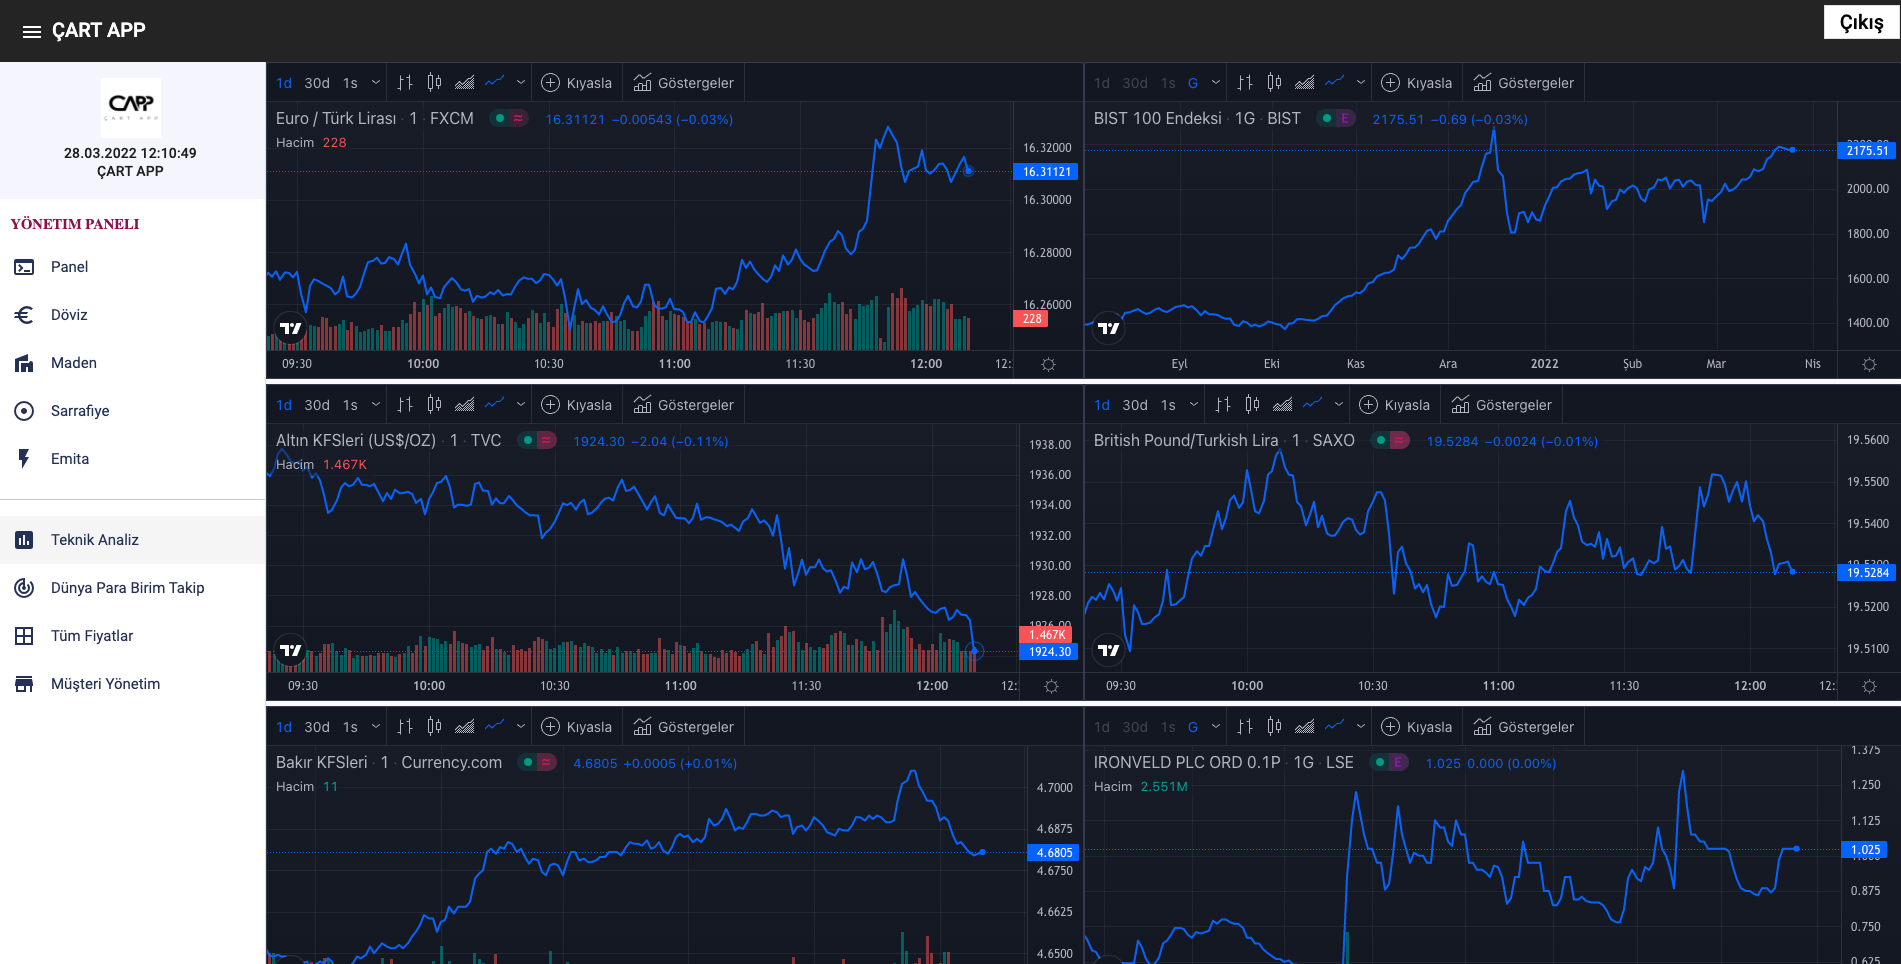 ÇART APP
Çıkış
CAPP
ÇART APP
28.03.2022 12:10:49
ÇART APP
YÖNETIM PANELI
Panel
Döviz
Maden
Sarrafiye
Emita
Teknik Analiz
Dünya Para Birim Takip
Tüm Fiyatlar
Müşteri Yönetim
1d 30d 1s Kıyasla Göstergeler
Euro / Türk Lirası · 1 · FXCM 16.31121 −0.00543 (−0.03%)
Hacim 228
16.32000
16.31121
16.30000
16.28000
16.26000
228
09:30 10:00 10:30 11:00 11:30 12:00 12:
1d 30d 1s G Kıyasla Göstergeler
BIST 100 Endeksi · 1G · BIST E 2175.51 −0.69 (−0.03%)
2175.51
2000.00
1800.00
1600.00
1400.00
Eyl Eki Kas Ara 2022 Şub Mar Nis
1d 30d 1s Kıyasla Göstergeler
Altın KFSleri (US$/OZ) · 1 · TVC 1924.30 −2.04 (−0.11%)
Hacim 1.467K
1938.00
1936.00
1934.00
1932.00
1930.00
1928.00
1926.00
1.467K
1924.30
09:30 10:00 10:30 11:00 11:30 12:00 12:
1d 30d 1s Kıyasla Göstergeler
British Pound/Turkish Lira · 1 · SAXO 19.5284 −0.0024 (−0.01%)
19.5600
19.5500
19.5400
19.5284
19.5200
19.5100
09:30 10:00 10:30 11:00 11:30 12:00 12:
1d 30d 1s Kıyasla Göstergeler
Bakır KFSleri · 1 · Currency.com 4.6805 +0.0005 (+0.01%)
Hacim 11
4.7000
4.6875
4.6805
4.6750
4.6625
4.6500
1d 30d 1s G Kıyasla Göstergeler
IRONVELD PLC ORD 0.1P · 1G · LSE E 1.025 0.000 (0.00%)
Hacim 2.551M
1.375
1.250
1.125
1.025
0.875
0.750
0.625